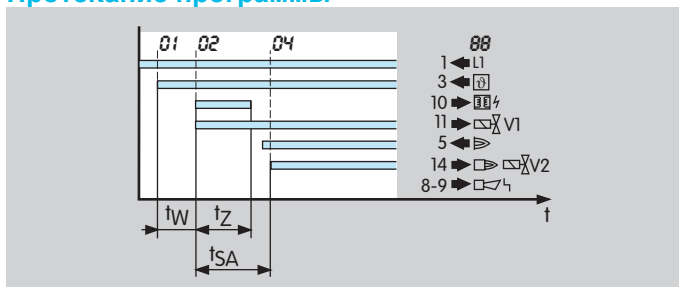 Протекание программы
01 02 04 88
1 L1
3 ϑ
10
11 V1
5
14 V2
8-9
t
tW tZ
tSA